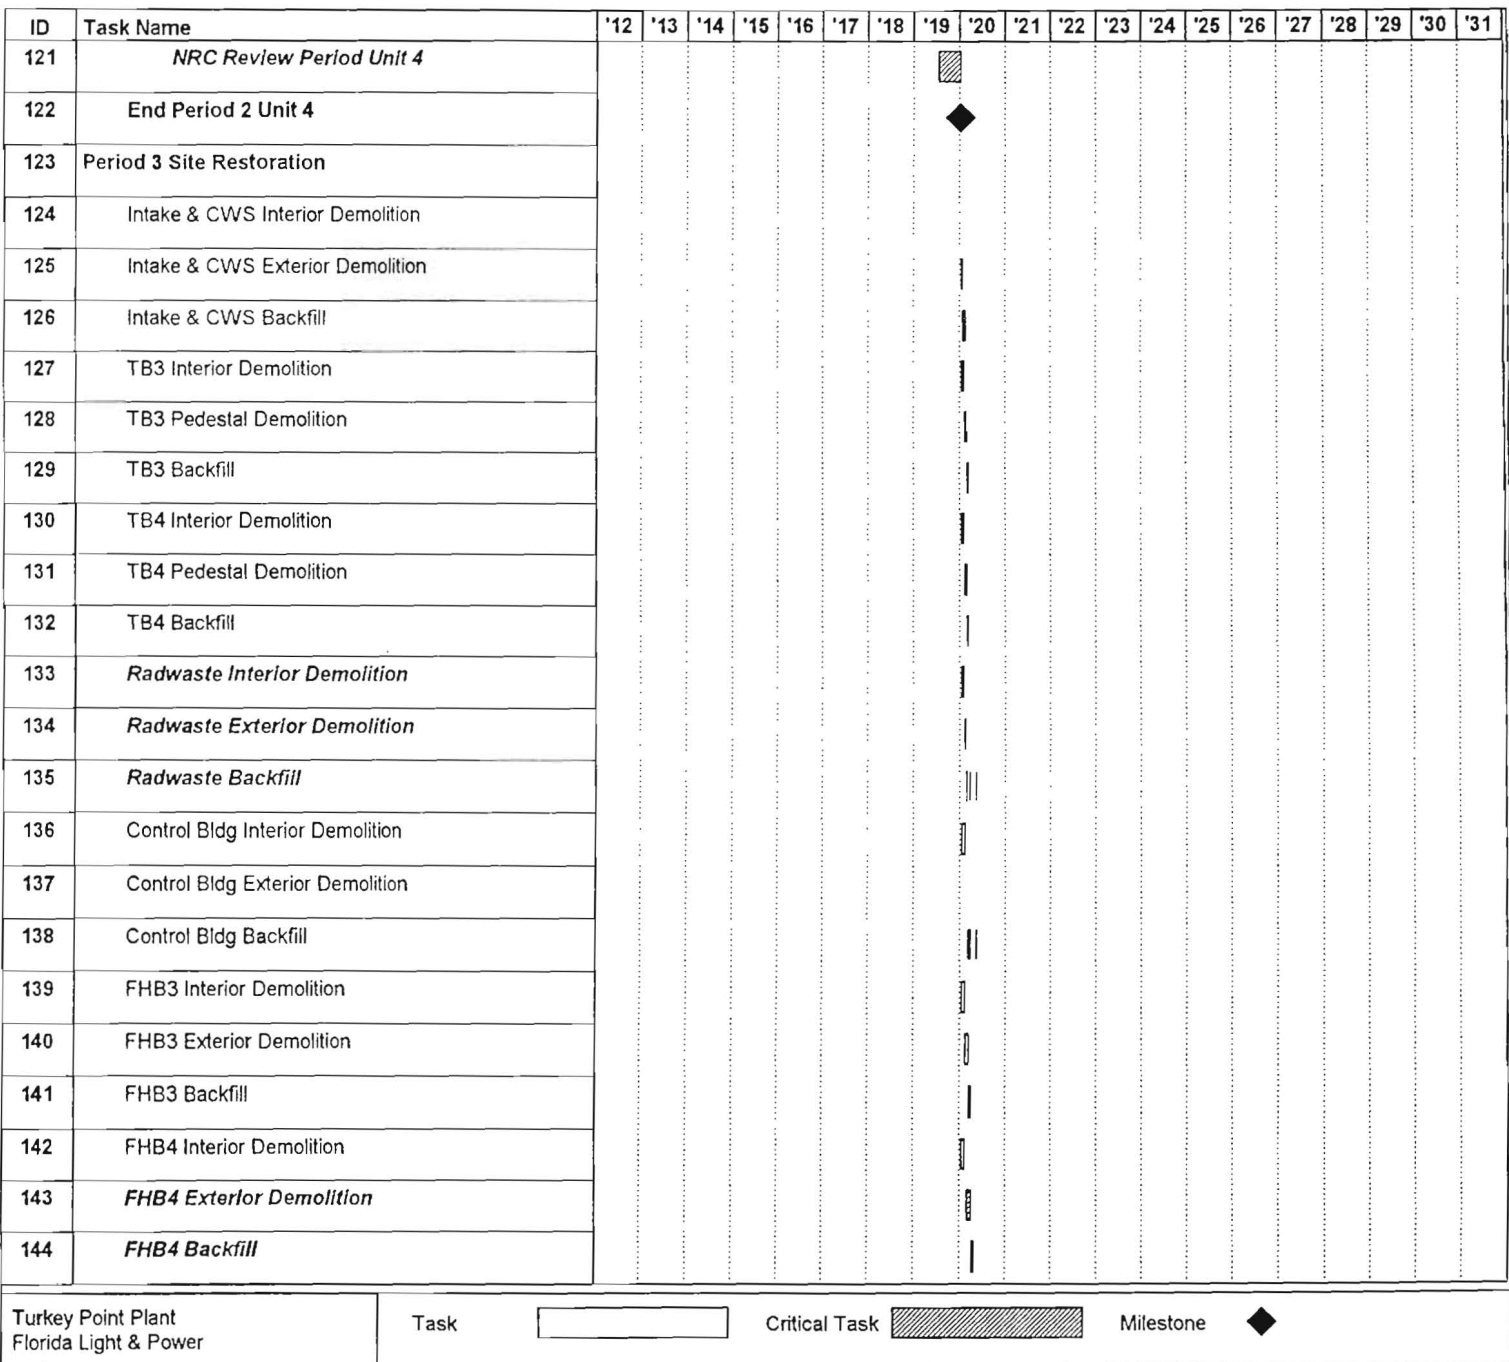 ID Task Name '12 '13 '14 '15 '16 '17 '18 '19 '20 '21 '22 '23 '24 '25 '26 '27 '28 '29 '30 '31
121 NRC Review Period Unit 4
122 End Period 2 Unit 4
123 Period 3 Site Restoration
124 Intake & CWS Interior Demolition
125 Intake & CWS Exterior Demolition
126 Intake & CWS Backfill
127 TB3 Interior Demolition
128 TB3 Pedestal Demolition
129 TB3 Backfill
130 TB4 Interior Demolition
131 TB4 Pedestal Demolition
132 TB4 Backfill
133 Radwaste Interior Demolition
134 Radwaste Exterior Demolition
135 Radwaste Backfill
136 Control Bldg Interior Demolition
137 Control Bldg Exterior Demolition
138 Control Bldg Backfill
139 FHB3 Interior Demolition
140 FHB3 Exterior Demolition
141 FHB3 Backfill
142 FHB4 Interior Demolition
143 FHB4 Exterior Demolition
144 FHB4 Backfill
Turkey Point Plant
Florida Light & Power
Task Critical Task Milestone